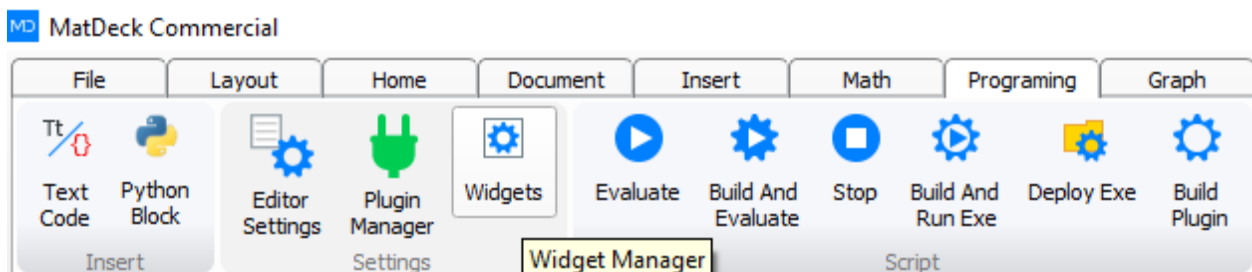 MD MatDeck Commercial
File Layout Home Document Insert Math Programing Graph
Tt/{}
Text Code
Python Block
Editor Settings
Plugin Manager
Widgets
Evaluate
Build And Evaluate
Stop
Build And Run Exe
Deploy Exe
Build Plugin
Insert Settings Script
Widget Manager